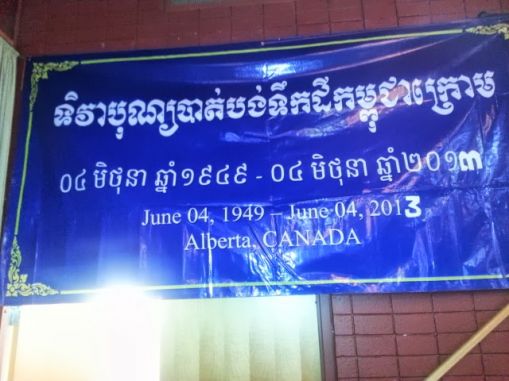 ទិវាបុណ្យបាត់បង់ទឹកដីកម្ពុជាក្រោម
០៤ មិថុនា ឆ្នាំ១៩៤៩ - ០៤ មិថុនា ឆ្នាំ២០១៣
June 04, 1949 – June 04, 2013
Alberta, CANADA